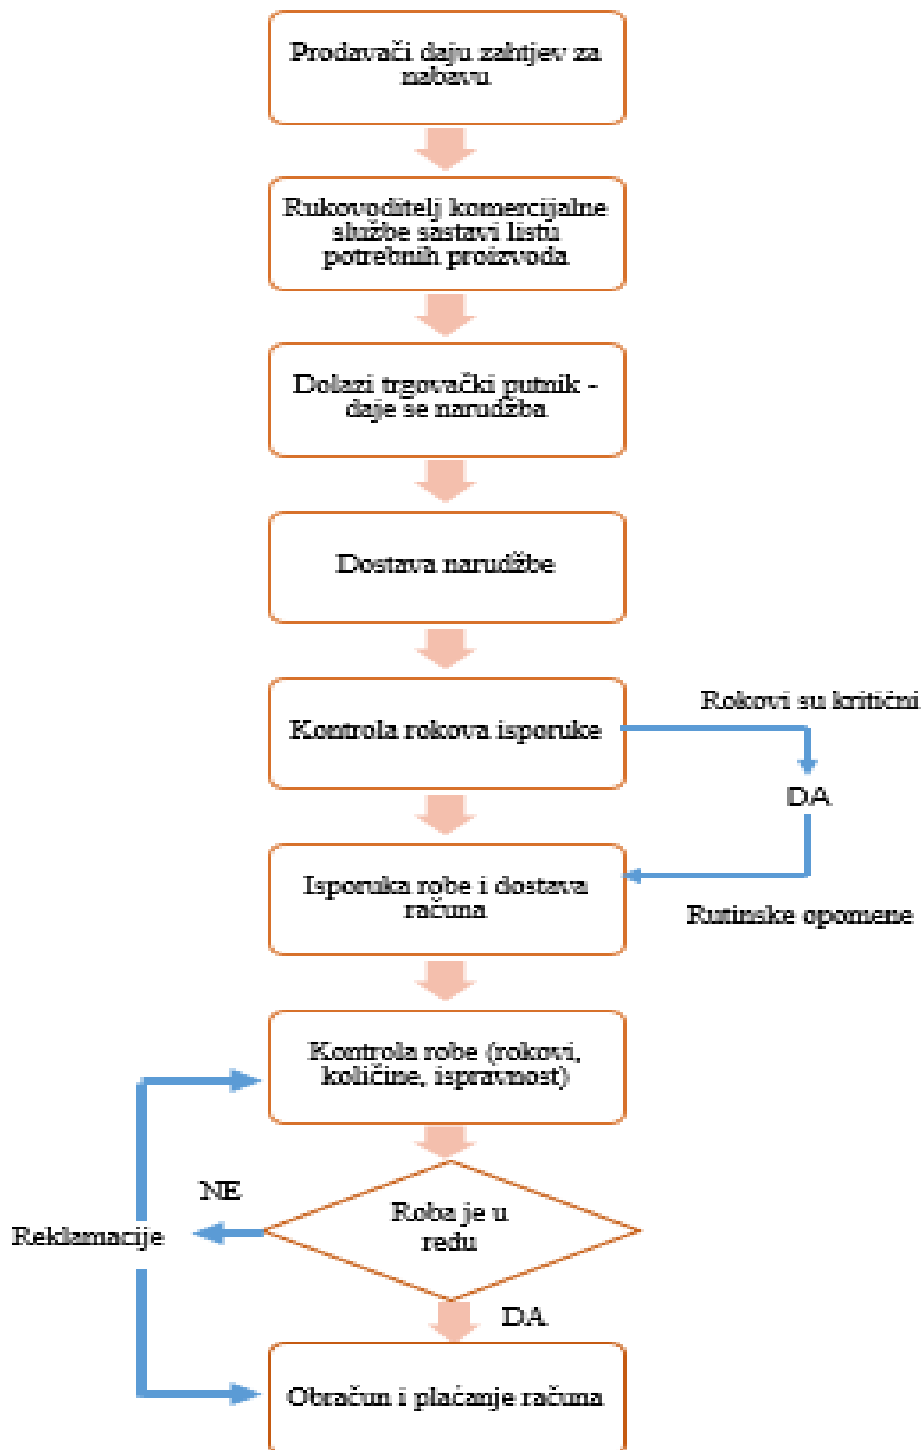 Prodavači daju zahtjev za
nabavu
Rukovoditelj komercijalne
službe sastavi listu
potrebnih proizvoda
Dolazi trgovački putnik -
daje se narudžba
Dostava narudžbe
Kontrola rokova isporuke
Rokovi su kritični
DA
Isporuka robe i dostava
računa
Rutinske opomene
Kontrola robe (rokovi,
količine, ispravnost)
NE
Roba je u
redu
Reklamacije
DA
Obračun i plaćanje računa